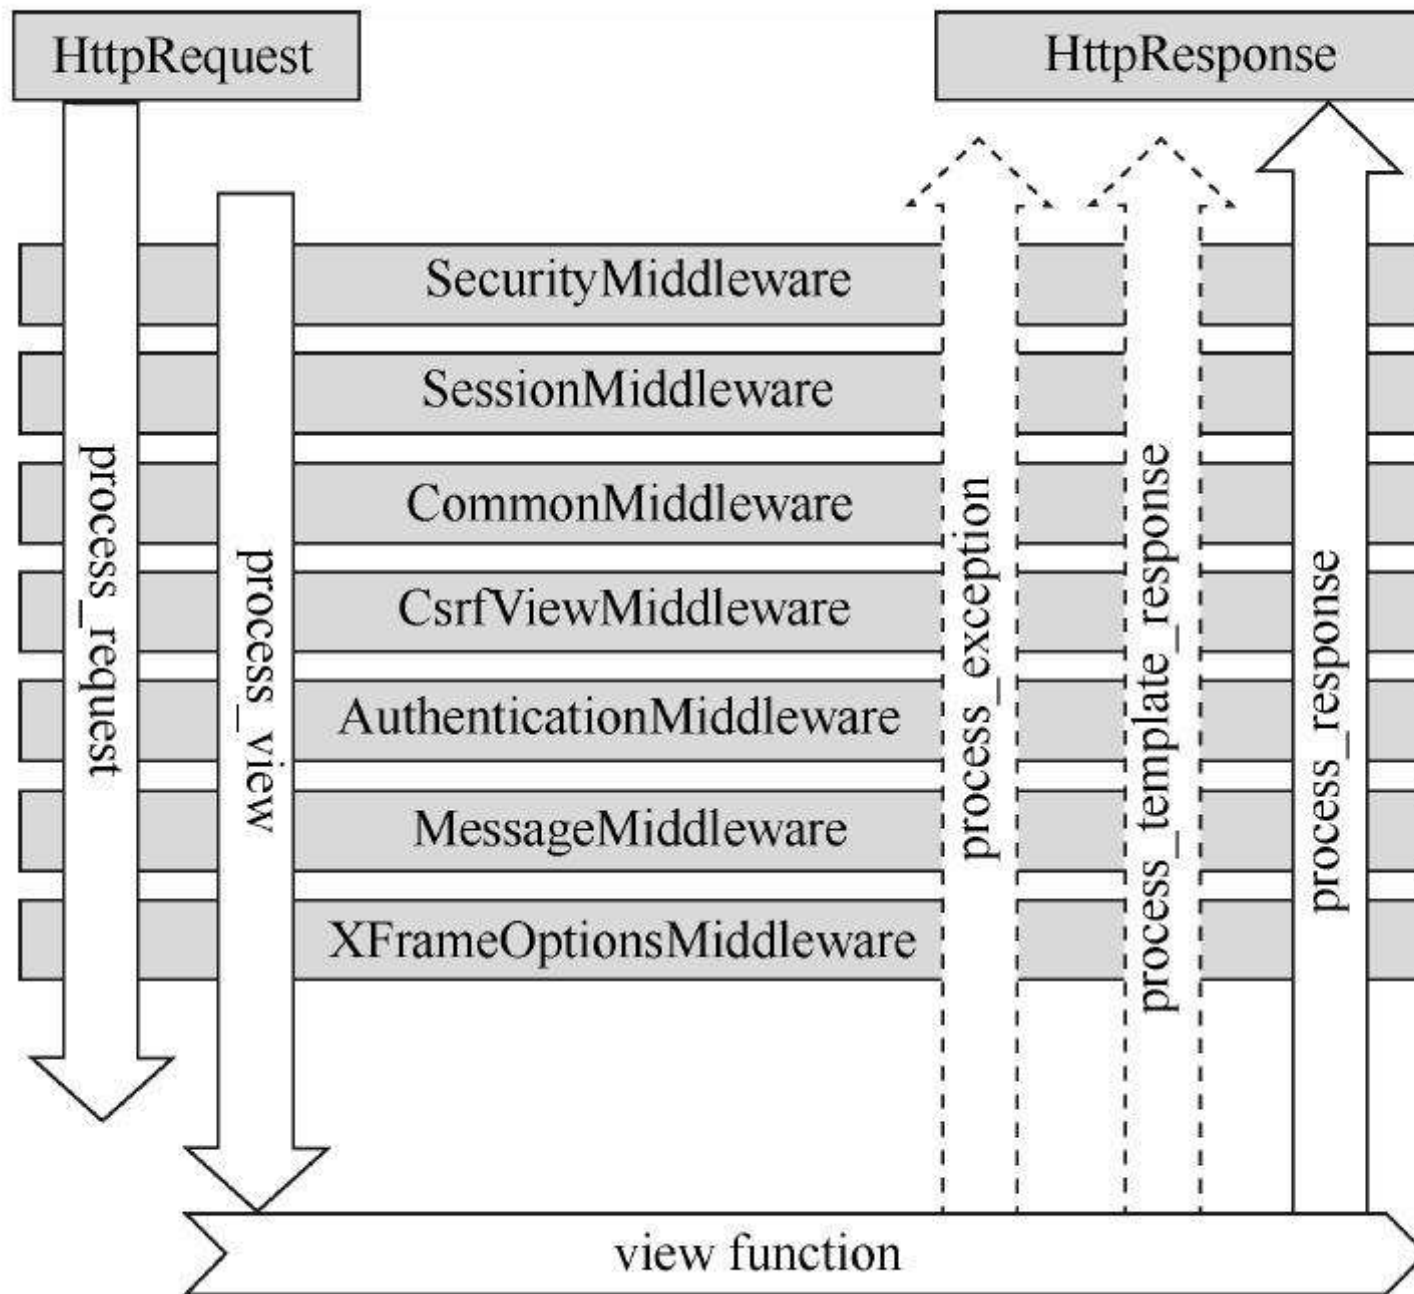 HttpRequest
HttpResponse
SecurityMiddleware
SessionMiddleware
CommonMiddleware
CsrfViewMiddleware
AuthenticationMiddleware
MessageMiddleware
XFrameOptionsMiddleware
process_request
process_view
process_exception
process_template_response
process_response
view function